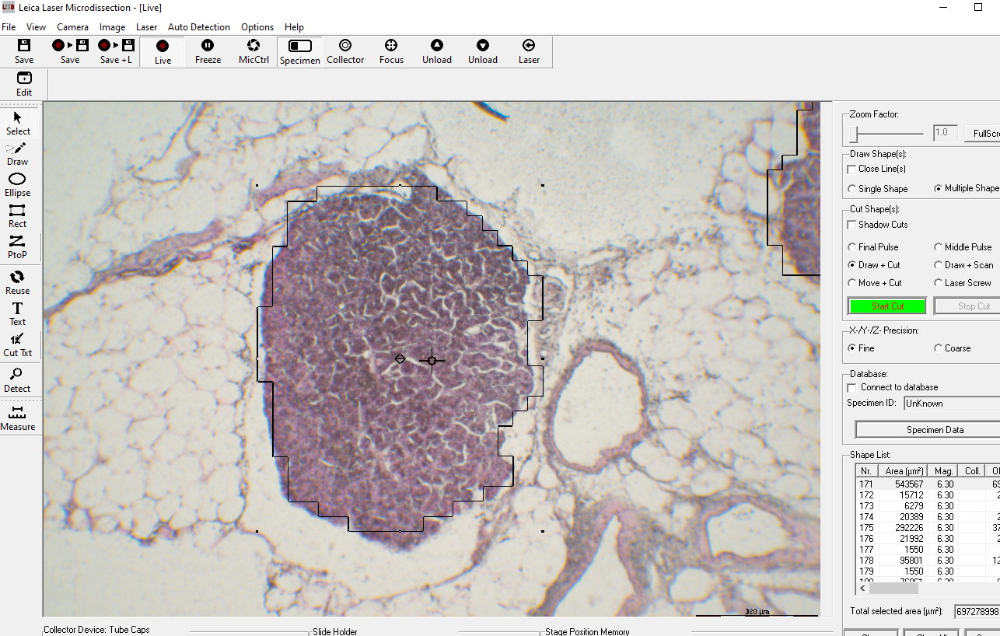 Leica Laser Microdissection - [Live]
File View Camera Image Laser Auto Detection Options Help
Save Save Save +L Live Freeze MicCtrl Specimen Collector Focus Unload Unload Laser
Edit
Select
Draw
Ellipse
Rect
PtoP
Reuse
Text
Cut Txt
Detect
Measure
320 µm
Zoom Factor:
1.0 FullScre
Draw Shape(s):
Close Line(s)
Single Shape Multiple Shape
Cut Shape(s):
Shadow Cuts
Final Pulse Middle Pulse
Draw + Cut Draw + Scan
Move + Cut Laser Screw
Start Cut Stop Cut
X-/Y-/Z- Precision:
Fine Coarse
Database:
Connect to database
Specimen ID: UnKnown
Specimen Data
Shape List:
Nr. Area (µm²) Mag. Coll.
171 543567 6.30 69
172 15712 6.30 2
173 6279 6.30
174 20389 6.30 2
175 292226 6.30 37
176 21992 6.30 2
177 1550 6.30
178 95801 6.30 12
179 1550 6.30
Total selected area (µm²): 697278998
Collector Device: Tube Caps Slide Holder Stage Position Memory